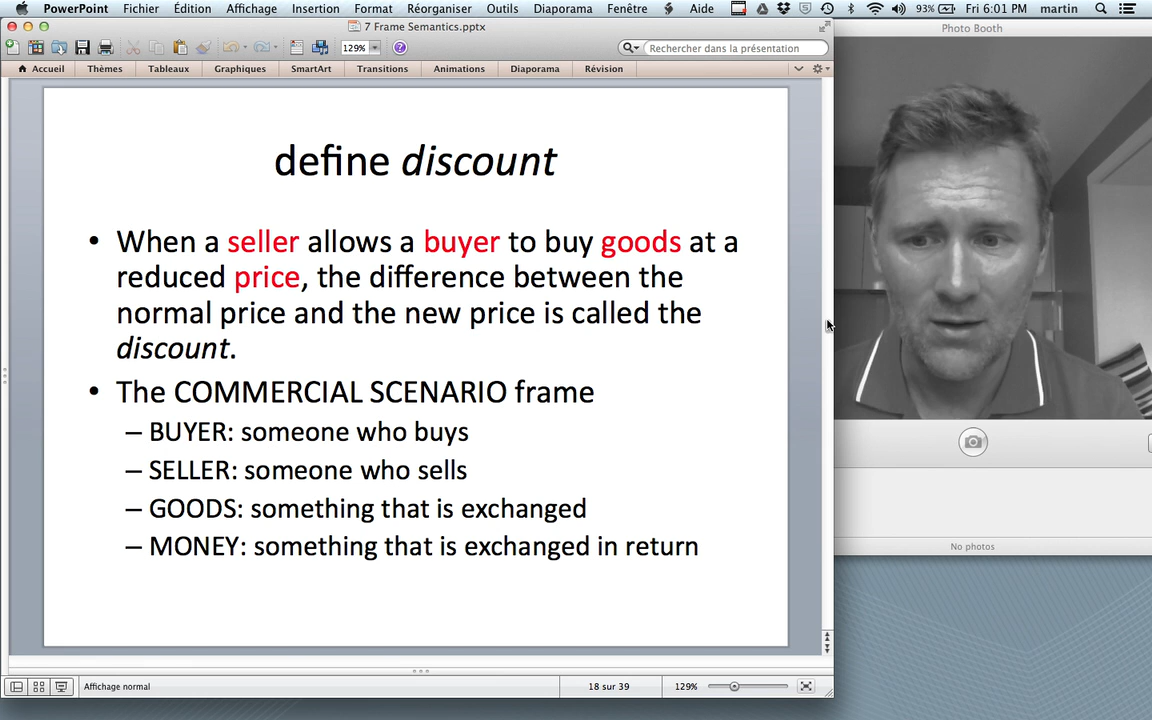 PowerPoint Fichier Édition Affichage Insertion Format Réorganiser Outils Diaporama Fenêtre Aide 93% Fri 6:01 PM martin
7 Frame Semantics.pptx
Photo Booth
129% Rechercher dans la présentation
Accueil Thèmes Tableaux Graphiques SmartArt Transitions Animations Diaporama Révision
define discount
• When a seller allows a buyer to buy goods at a
reduced price, the difference between the
normal price and the new price is called the
discount.
• The COMMERCIAL SCENARIO frame
– BUYER: someone who buys
– SELLER: someone who sells
– GOODS: something that is exchanged
– MONEY: something that is exchanged in return
No photos
Affichage normal 18 sur 39 129%